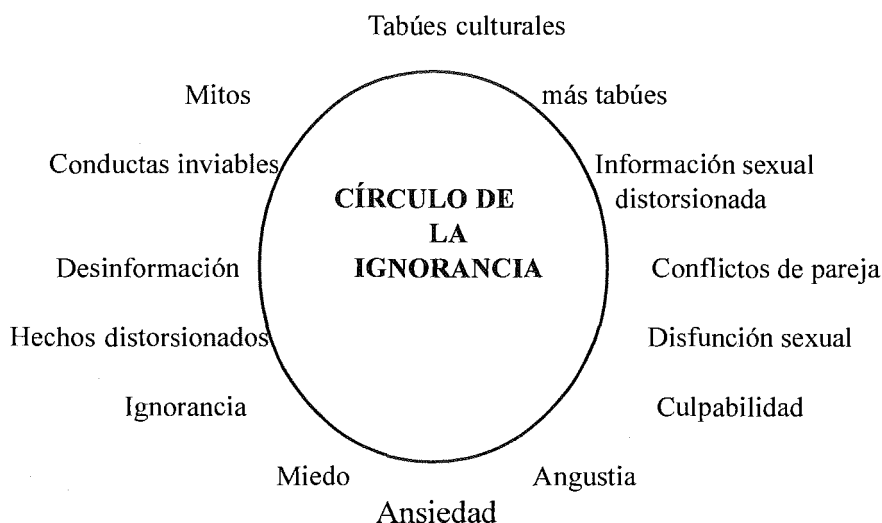 Tabúes culturales
Mitos
más tabúes
Conductas inviables
Información sexual
distorsionada
CÍRCULO DE
LA
IGNORANCIA
Desinformación
Conflictos de pareja
Hechos distorsionados
Disfunción sexual
Ignorancia
Culpabilidad
Miedo
Angustia
Ansiedad